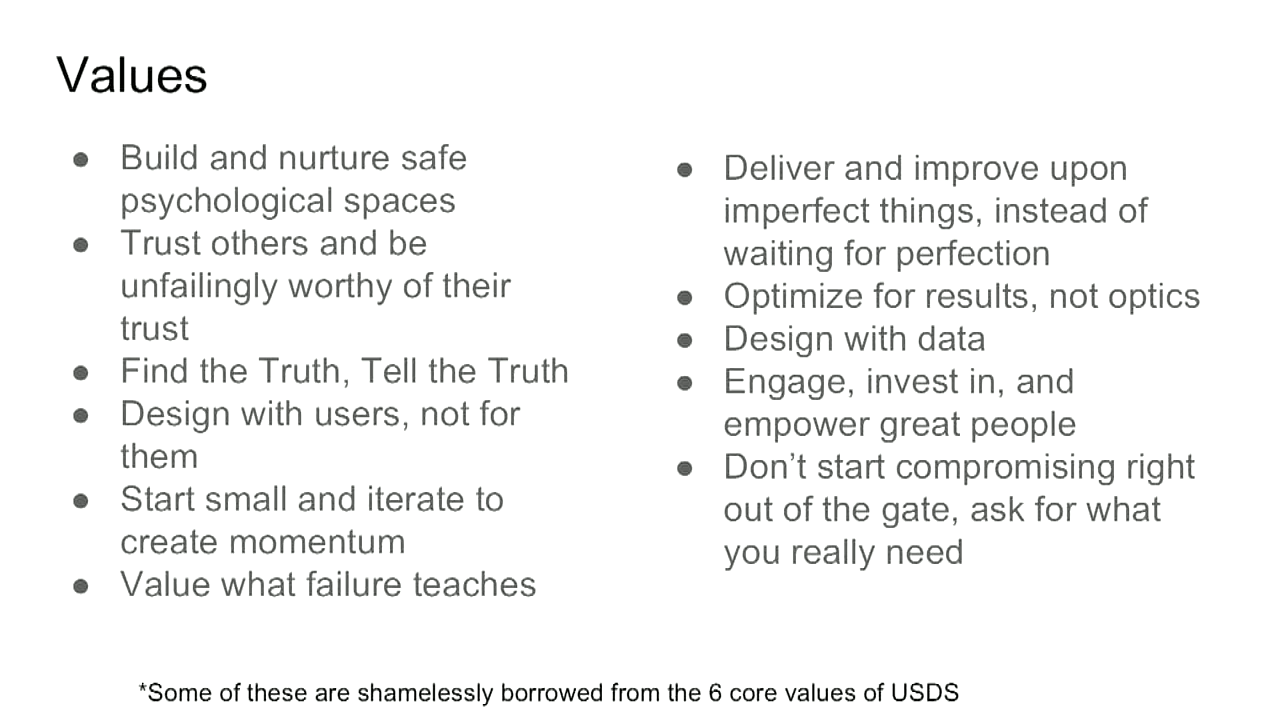 Values
● Build and nurture safe
psychological spaces
● Trust others and be
unfailingly worthy of their
trust
● Find the Truth, Tell the Truth
● Design with users, not for
them
● Start small and iterate to
create momentum
● Value what failure teaches
● Deliver and improve upon
imperfect things, instead of
waiting for perfection
● Optimize for results, not optics
● Design with data
● Engage, invest in, and
empower great people
● Don’t start compromising right
out of the gate, ask for what
you really need
*Some of these are shamelessly borrowed from the 6 core values of USDS